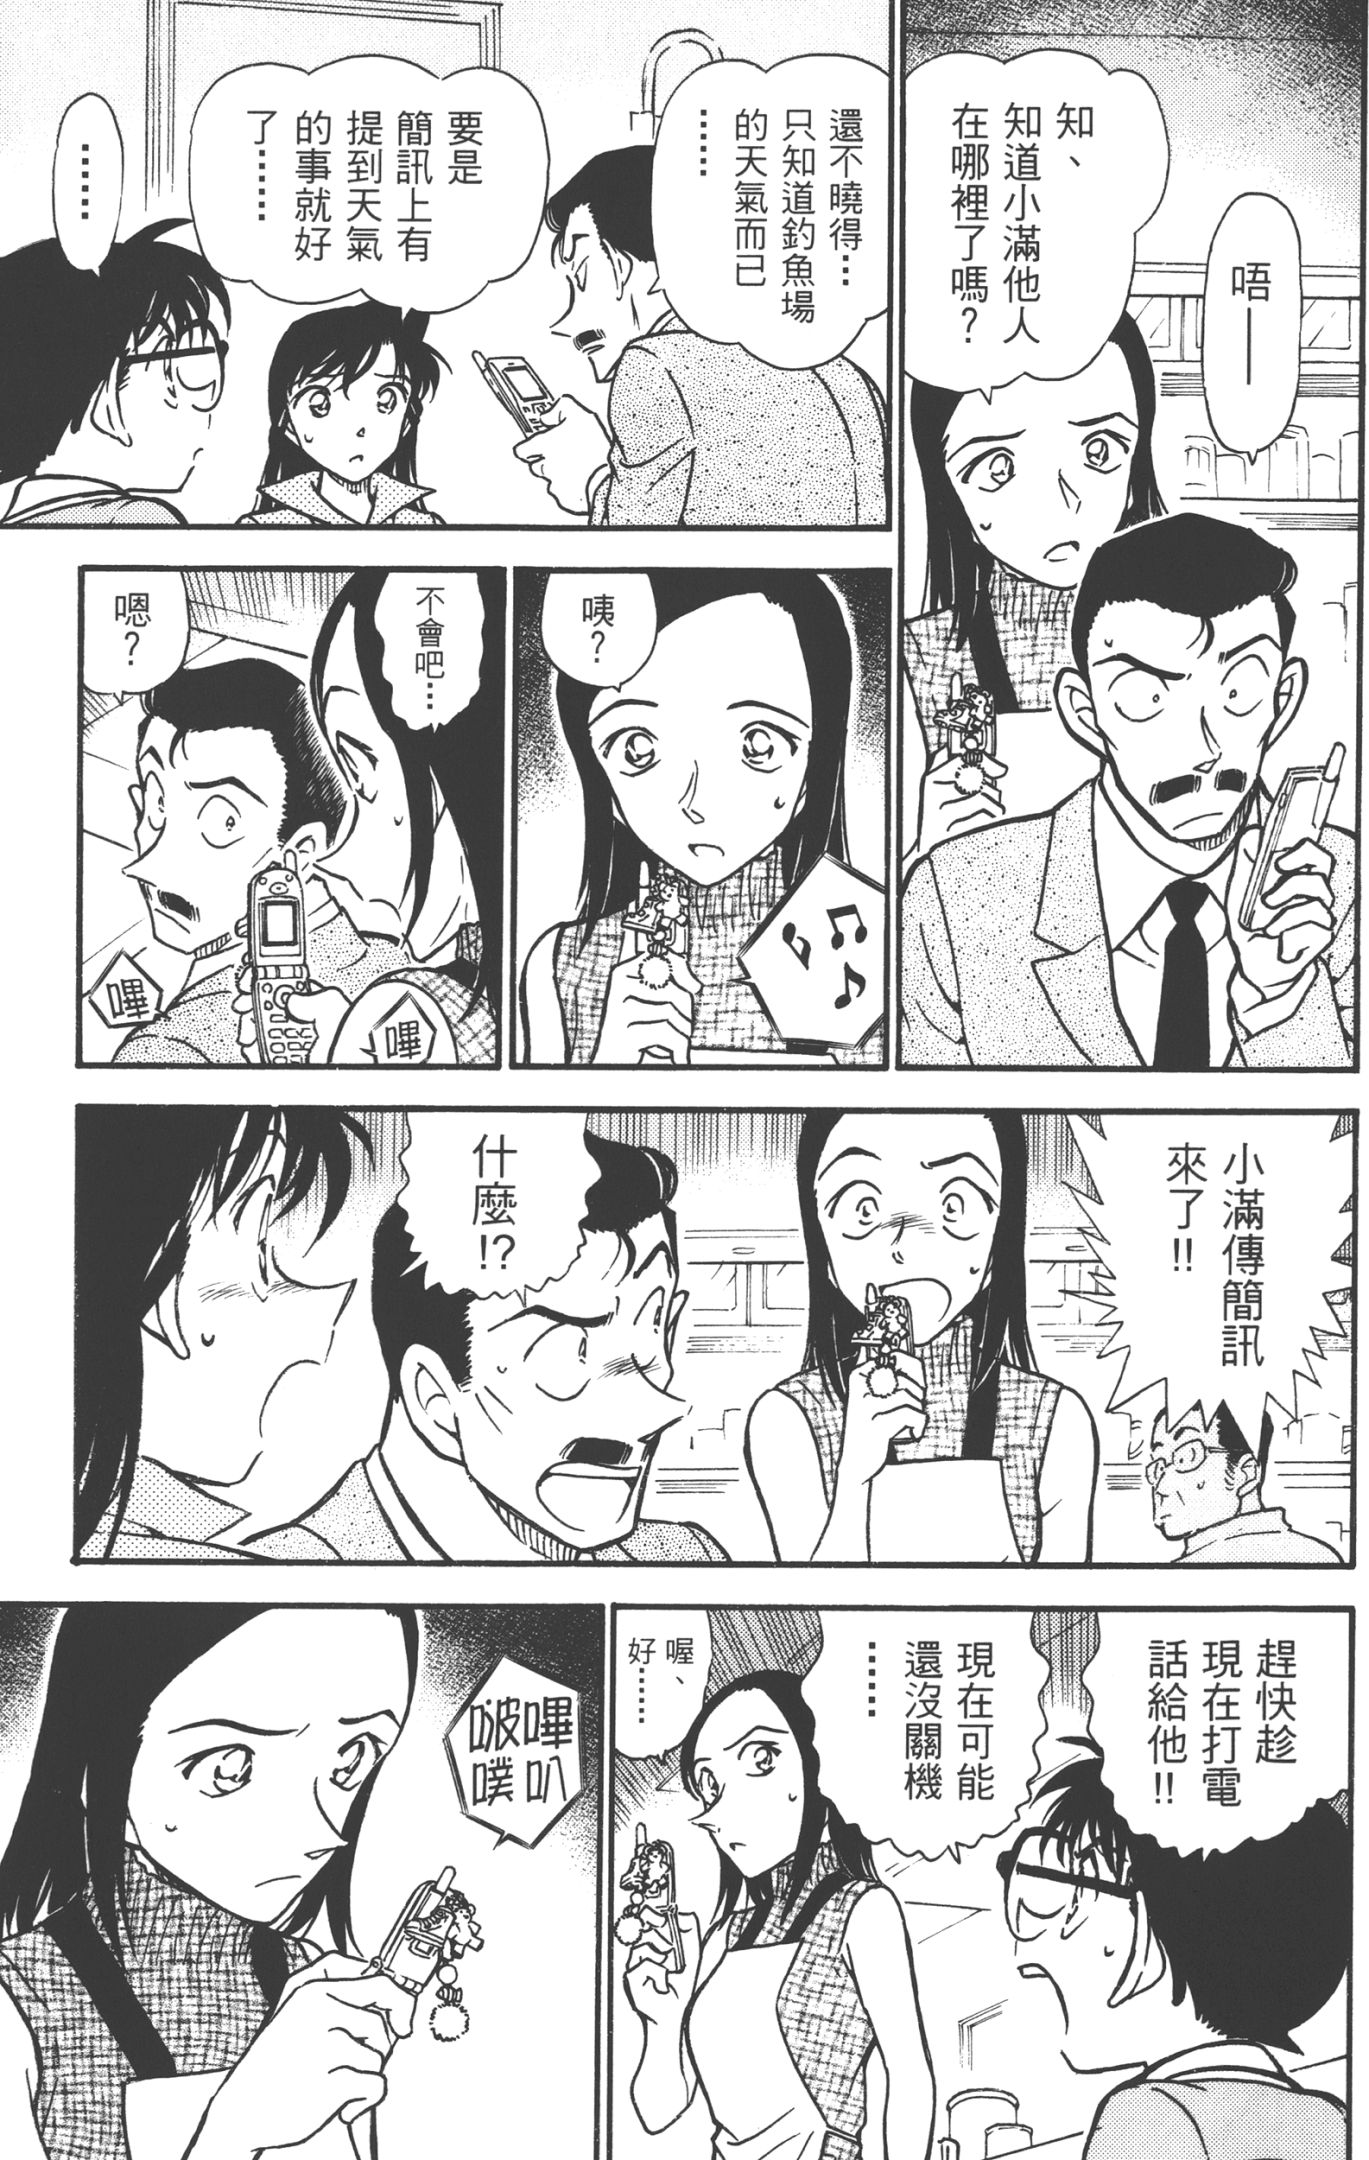 唔——
知、
知道小滿他人
在哪裡了嗎?
還不曉得…
只知道釣魚場
的天氣而已
……
要是
簡訊上有
提到天氣
的事就好
了……
……
咦?
不會吧…
嗯?
嗶
嗶
小滿傳簡訊
來了!!
什麼!?
趕快趁
現在打電
話給他!!
現在可能
還沒關機
……
喔、
好……
嗶叭
啵噗